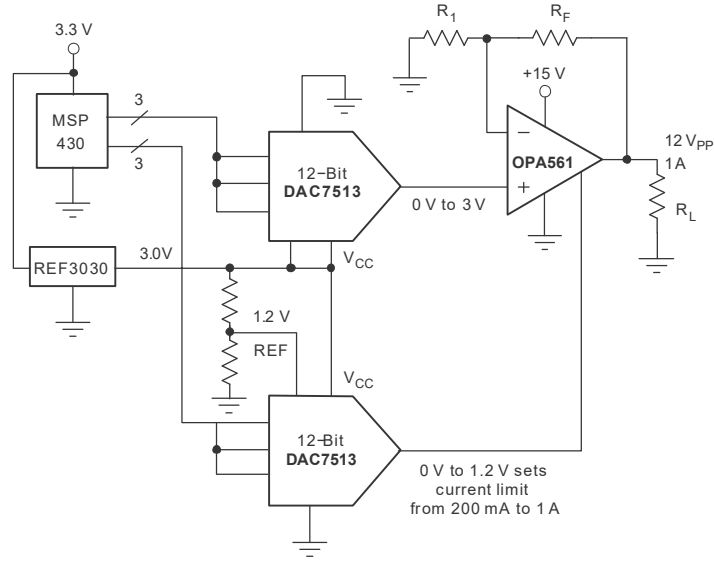 R1
RF
3.3 V
+15 V
MSP
430
3
3
12-Bit
DAC7513
–
OPA561
+
12 VPP
1 A
RL
0 V to 3 V
REF3030
3.0V
VCC
1.2 V
REF
VCC
12-Bit
DAC7513
0 V to 1.2 V sets
current limit
from 200 mA to 1 A